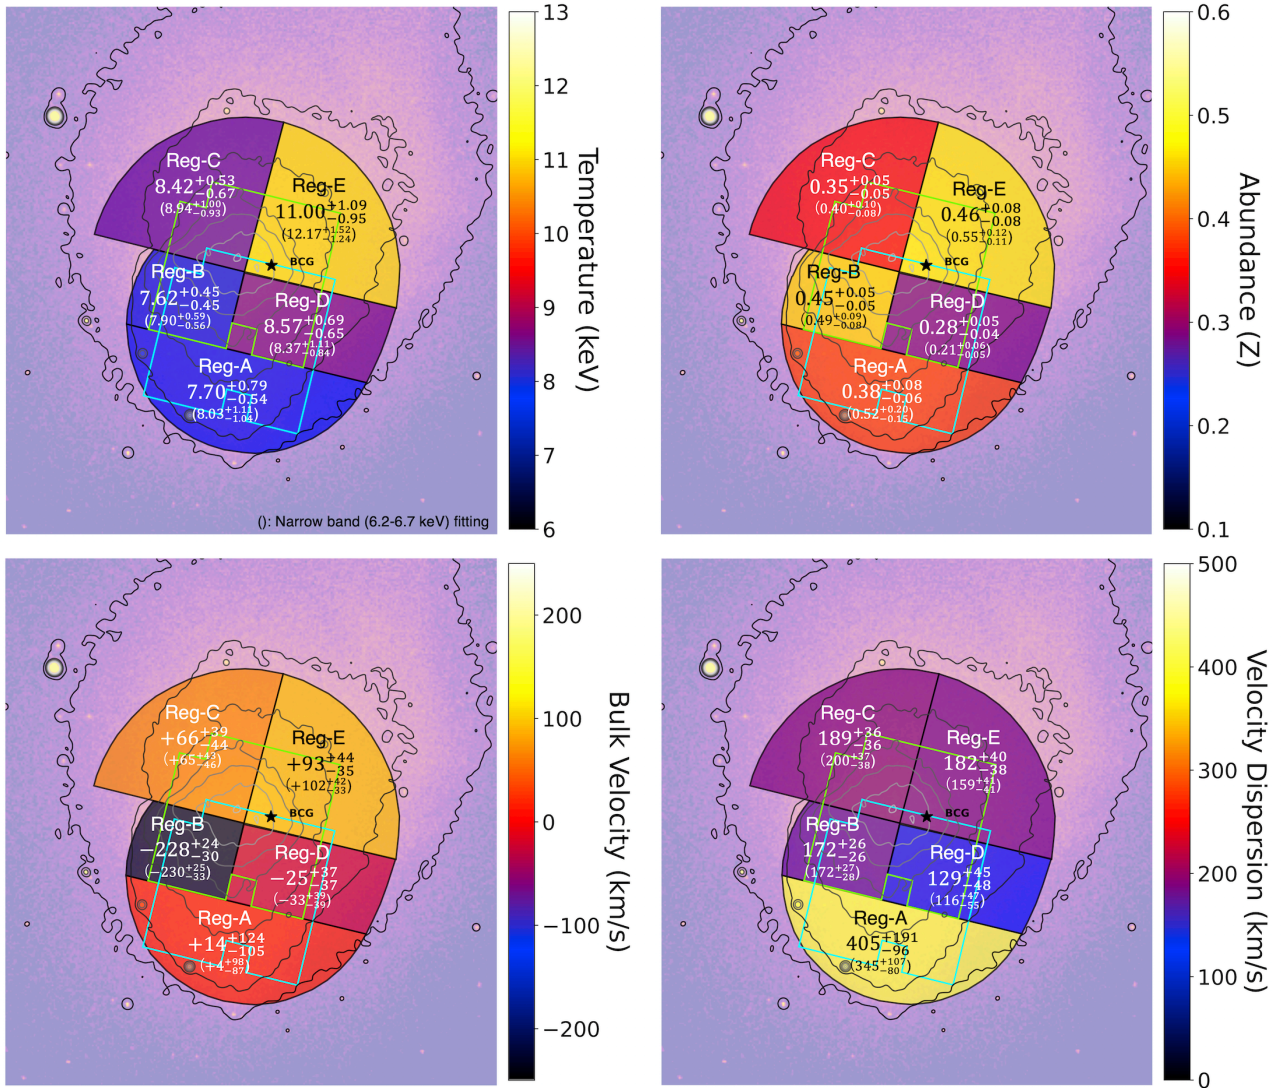 Reg-C
8.42+0.53−0.67
(8.94+1.00−0.93)
Reg-E
11.00+1.09−0.95
(12.17+1.52−1.24)
BCG
Reg-B
7.62+0.45−0.45
(7.90+0.59−0.56)
Reg-D
8.57+0.69−0.65
(8.37+1.11−0.84)
Reg-A
7.70+0.79−0.54
(8.03+1.11−1.04)
(): Narrow band (6.2-6.7 keV) fitting
13
12
11
10
9
8
7
6
Temperature (keV)
Reg-C
0.35+0.05−0.05
(0.40+0.10−0.08)
Reg-E
0.46+0.08−0.08
(0.55+0.12−0.11)
BCG
Reg-B
0.45+0.05−0.05
(0.49+0.09−0.08)
Reg-D
0.28+0.05−0.04
(0.21+0.06−0.05)
Reg-A
0.38+0.08−0.06
(0.52+0.20−0.15)
0.6
0.5
0.4
0.3
0.2
0.1
Abundance (Z)
Reg-C
+66+39−44
(+65+43−46)
Reg-E
+93+44−35
(+102+42−33)
BCG
Reg-B
−228+24−30
(−230+25−33)
Reg-D
−25+37−37
(−33+39−39)
Reg-A
+14+124−105
(+4+98−87)
200
100
0
−100
−200
Bulk Velocity (km/s)
Reg-C
189+36−36
(200+37−38)
Reg-E
182+40−38
(159+41−41)
BCG
Reg-B
172+26−26
(172+27−28)
Reg-D
129+45−48
(116+47−55)
Reg-A
405+191−96
(345+107−80)
500
400
300
200
100
0
Velocity Dispersion (km/s)